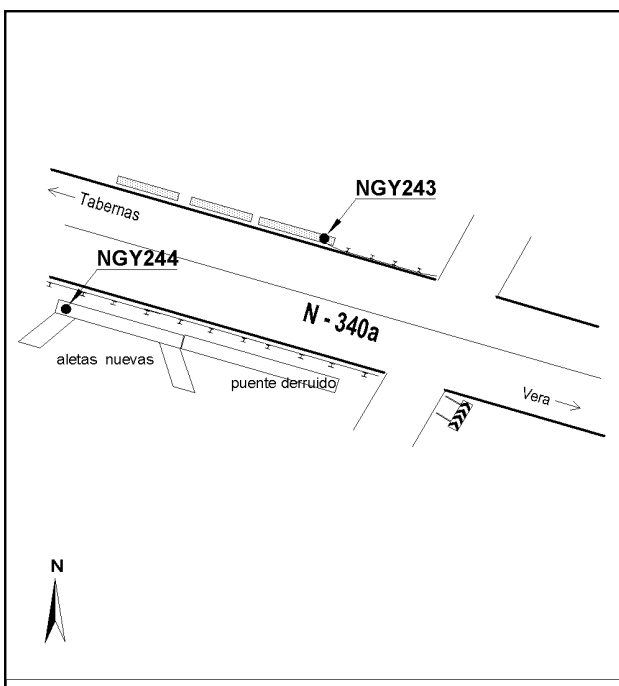 NGY243
Tabernas
NGY244
N - 340a
aletas nuevas
puente derruido
Vera
N